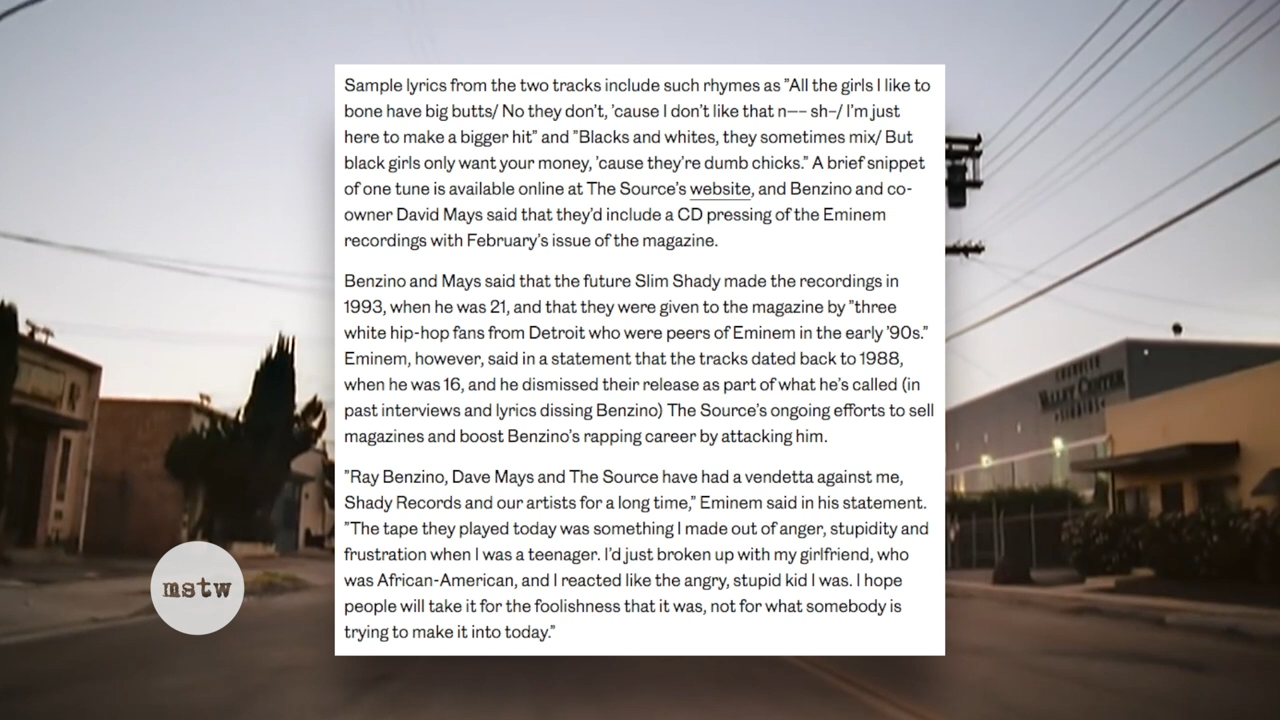 Sample lyrics from the two tracks include such rhymes as ”All the girls I like to
bone have big butts/ No they don’t, ’cause I don’t like that n–– sh–/ I’m just
here to make a bigger hit” and ”Blacks and whites, they sometimes mix/ But
black girls only want your money, ’cause they’re dumb chicks.” A brief snippet
of one tune is available online at The Source’s website, and Benzino and co-
owner David Mays said that they’d include a CD pressing of the Eminem
recordings with February’s issue of the magazine.
Benzino and Mays said that the future Slim Shady made the recordings in
1993, when he was 21, and that they were given to the magazine by ”three
white hip-hop fans from Detroit who were peers of Eminem in the early ’90s.”
Eminem, however, said in a statement that the tracks dated back to 1988,
when he was 16, and he dismissed their release as part of what he’s called (in
past interviews and lyrics dissing Benzino) The Source’s ongoing efforts to sell
magazines and boost Benzino’s rapping career by attacking him.
”Ray Benzino, Dave Mays and The Source have had a vendetta against me,
Shady Records and our artists for a long time,” Eminem said in his statement.
”The tape they played today was something I made out of anger, stupidity and
frustration when I was a teenager. I’d just broken up with my girlfriend, who
was African-American, and I reacted like the angry, stupid kid I was. I hope
people will take it for the foolishness that it was, not for what somebody is
trying to make it into today.”
mstw
VALLEY CENTER
STUDIOS